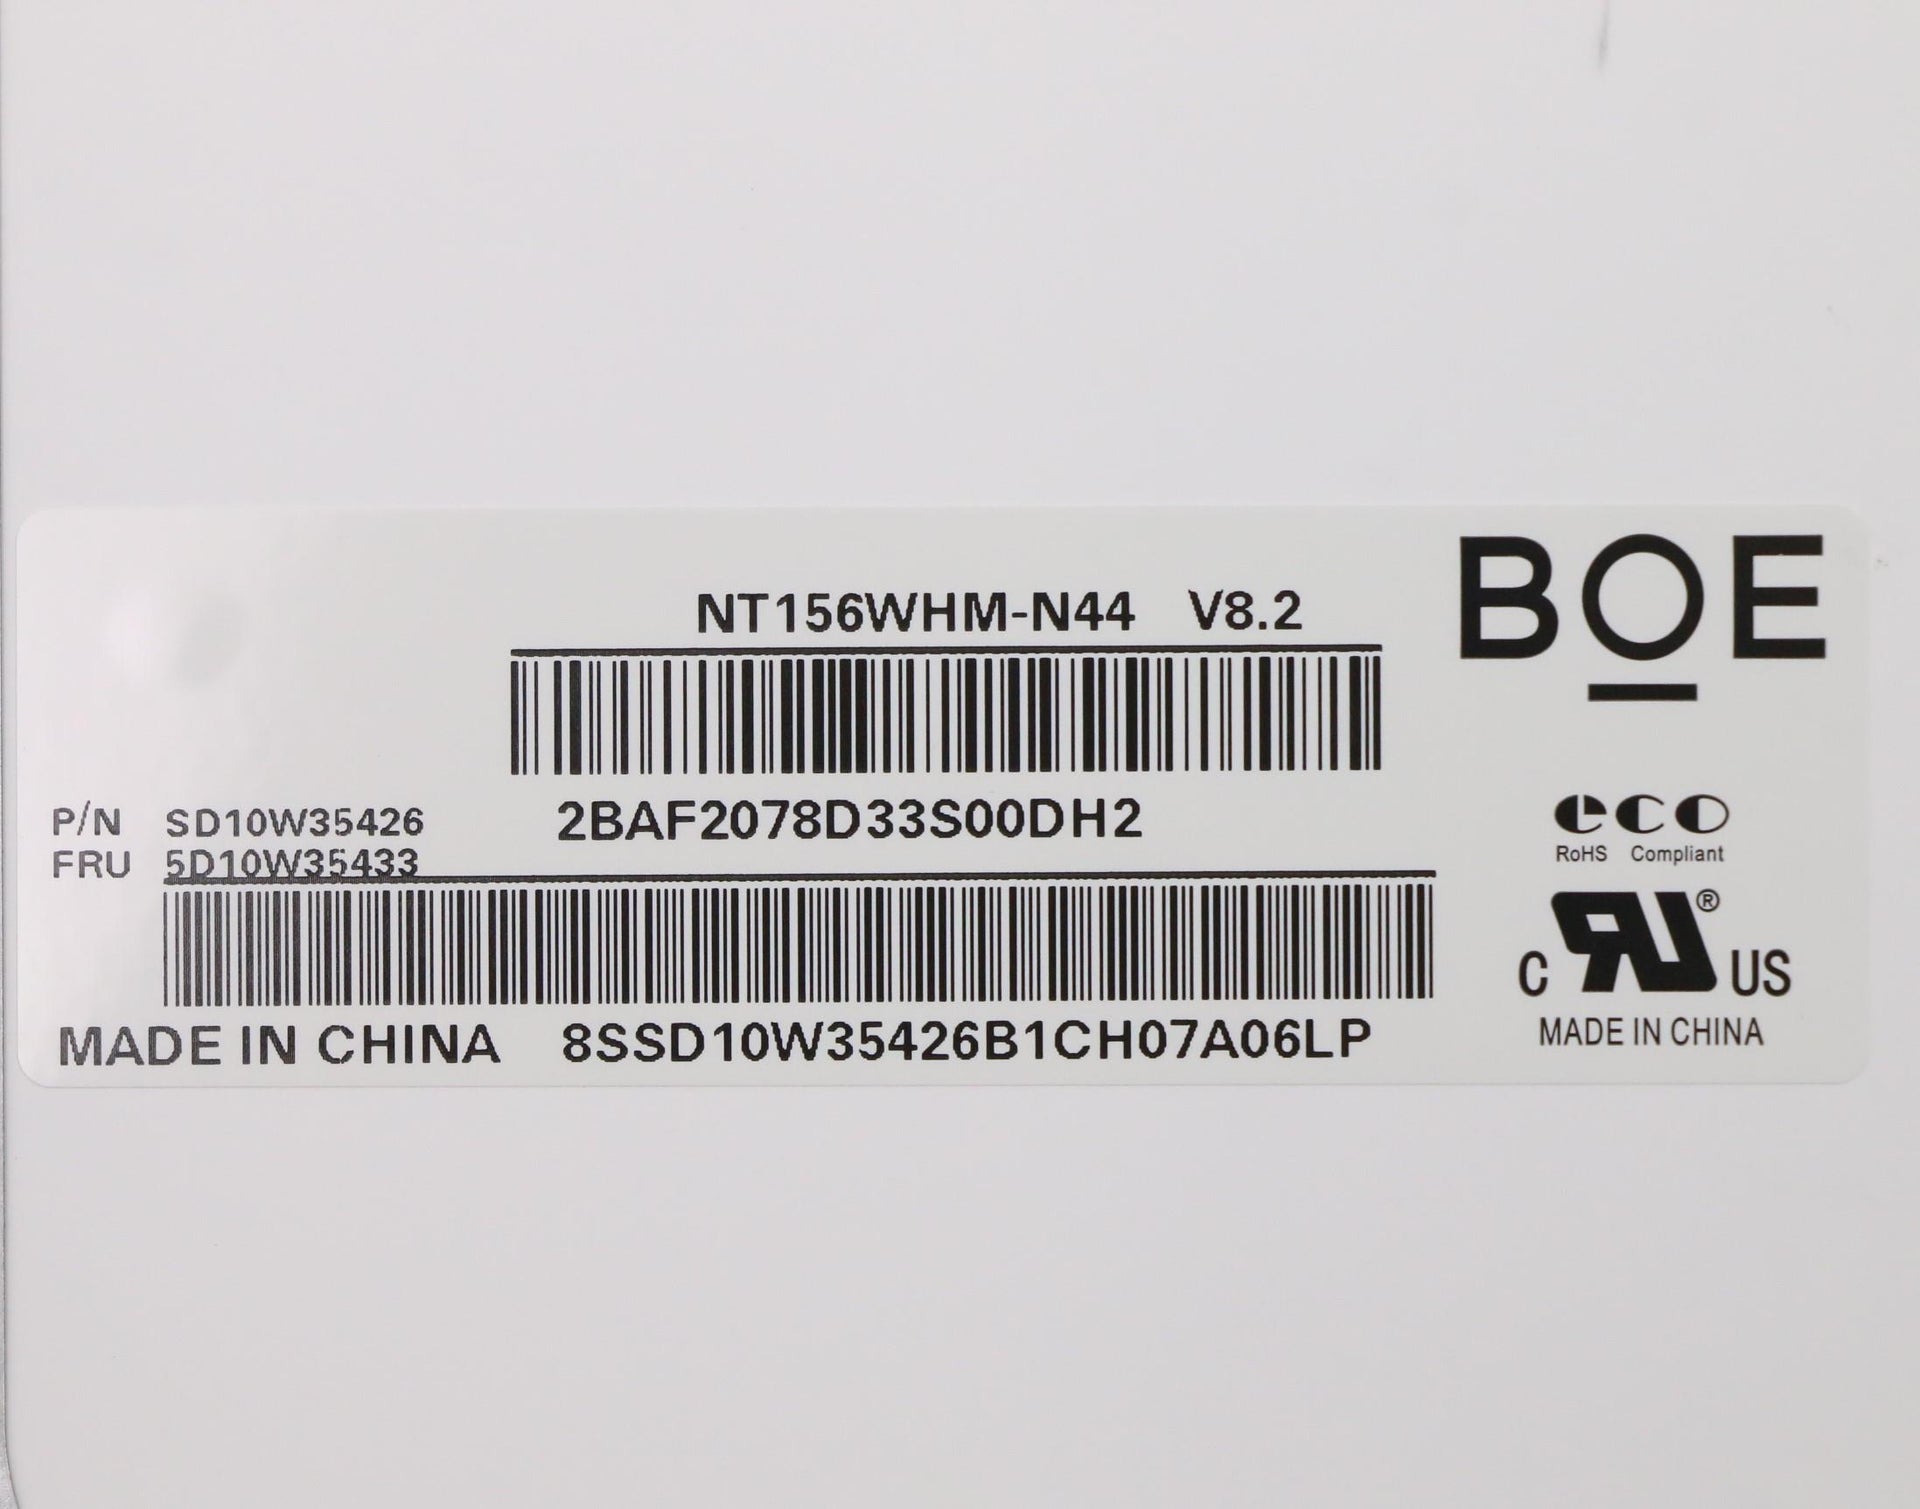 NT156WHM-N44 V8.2
BOE
P/N SD10W35426
2BAF2078D33S00DH2
FRU 5D10W35433
eco
RoHS Compliant
c RU ® US
MADE IN CHINA
8SSD10W35426B1CH07A06LP
MADE IN CHINA